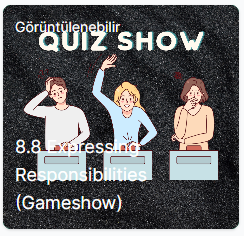 Görüntülenebilir
QUIZ SHOW
8.8 Expressing
Responsibilities
(Gameshow)